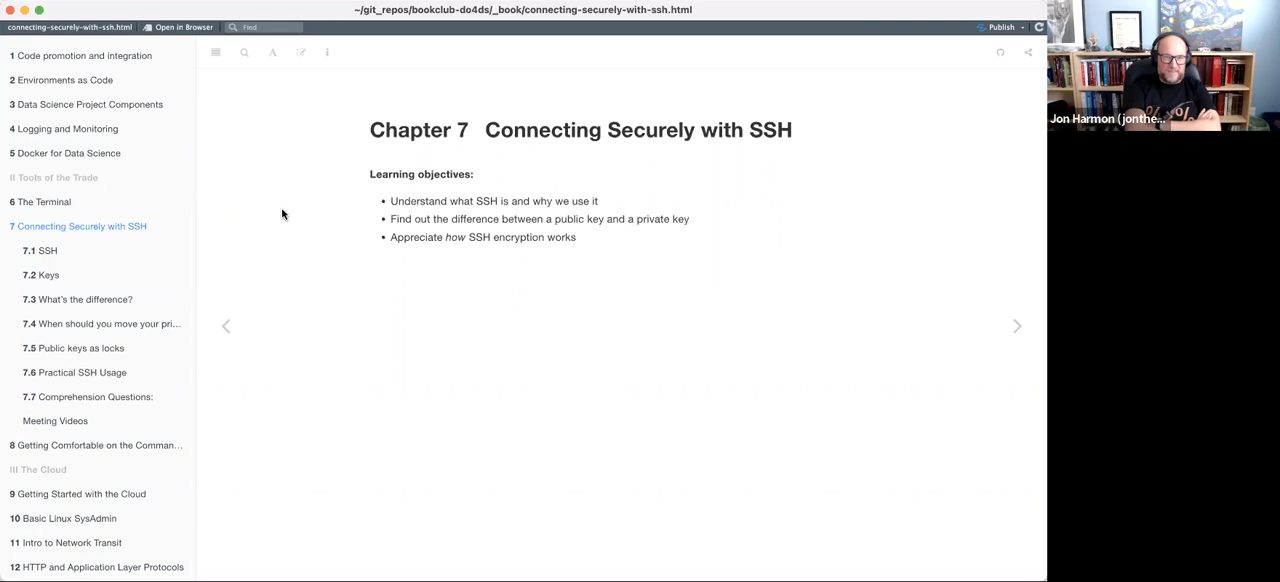 ~/git_repos/bookclub-do4ds/_book/connecting-securely-with-ssh.html
connecting-securely-with-ssh.html
Open in Browser
Find
Publish
1 Code promotion and integration
2 Environments as Code
3 Data Science Project Components
4 Logging and Monitoring
5 Docker for Data Science
II Tools of the Trade
6 The Terminal
7 Connecting Securely with SSH
7.1 SSH
7.2 Keys
7.3 What's the difference?
7.4 When should you move your pri...
7.5 Public keys as locks
7.6 Practical SSH Usage
7.7 Comprehension Questions:
Meeting Videos
8 Getting Comfortable on the Comman...
III The Cloud
9 Getting Started with the Cloud
10 Basic Linux SysAdmin
11 Intro to Network Transit
12 HTTP and Application Layer Protocols
Chapter 7 Connecting Securely with SSH
Learning objectives:
• Understand what SSH is and why we use it
• Find out the difference between a public key and a private key
• Appreciate how SSH encryption works
Jon Harmon (jonthe...